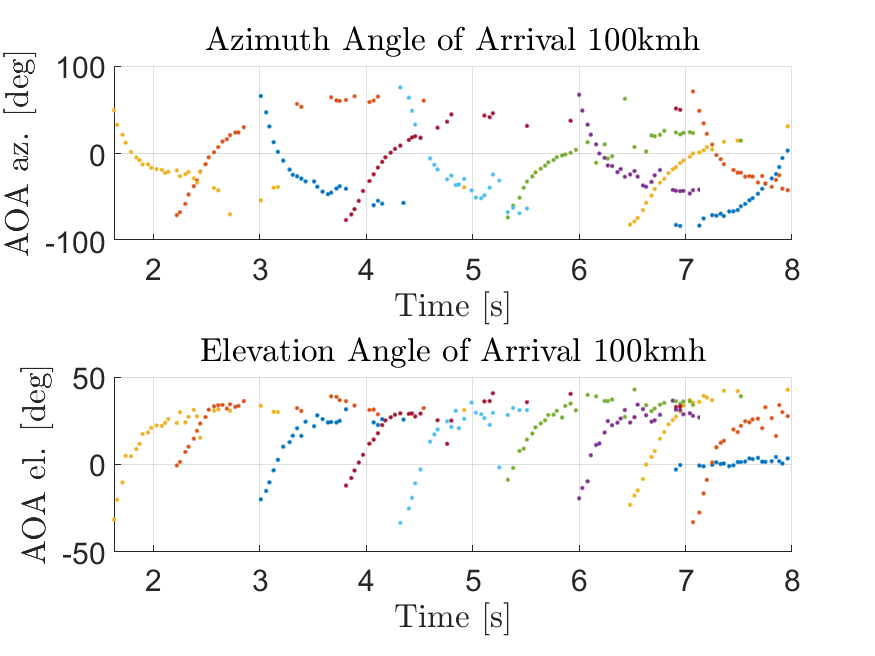 Azimuth Angle of Arrival 100kmh
AOA az. [deg]
100
0
-100
2 3 4 5 6 7 8
Time [s]
Elevation Angle of Arrival 100kmh
AOA el. [deg]
50
0
-50
2 3 4 5 6 7 8
Time [s]